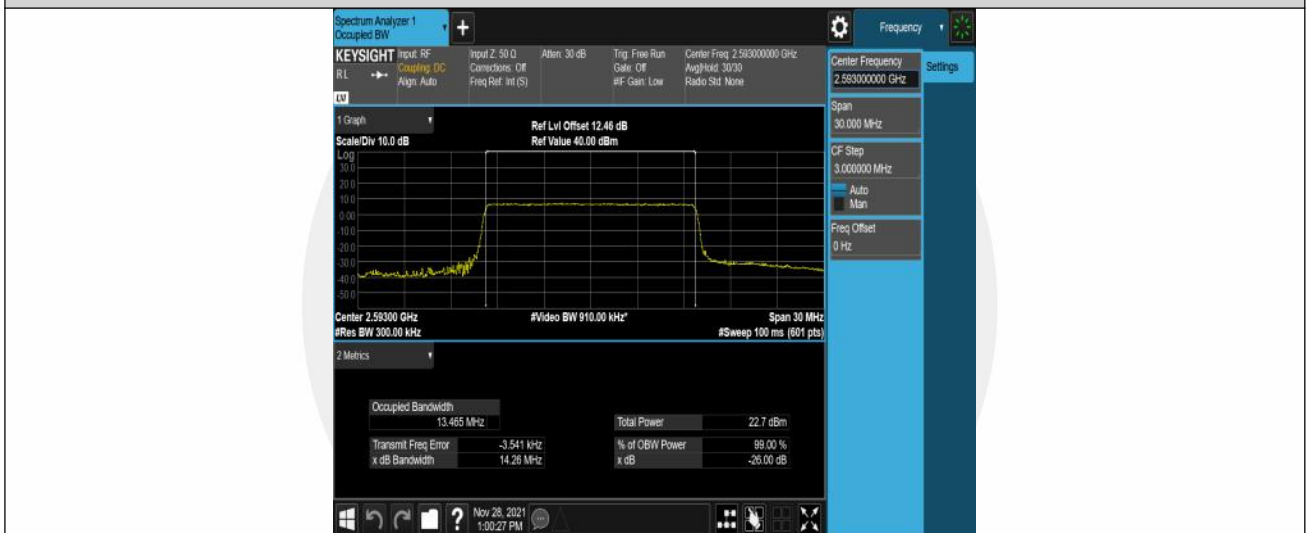 Spectrum Analyzer 1
Occupied BW
+
Frequency
KEYSIGHT Input: RF Input Z: 50 Ω Atten: 30 dB Trig: Free Run Center Freq: 2.593000000 GHz
RL Coupling: DC Corrections: Off Gate: Off Avg|Hold: 30/30
Align: Auto Freq Ref: Int (S) #IF Gain: Low Radio Std: None
LXI
Center Frequency
2.593000000 GHz
Settings
Span
30.000 MHz
CF Step
3.000000 MHz
Auto
Man
Freq Offset
0 Hz
1 Graph
Ref Lvl Offset 12.46 dB
Scale/Div 10.0 dB Ref Value 40.00 dBm
Log
30.0
20.0
10.0
0.00
-10.0
-20.0
-30.0
-40.0
-50.0
Center 2.59300 GHz #Video BW 910.00 kHz* Span 30 MHz
#Res BW 300.00 kHz #Sweep 100 ms (601 pts)
2 Metrics
Occupied Bandwidth
13.465 MHz Total Power 22.7 dBm
Transmit Freq Error -3.541 kHz % of OBW Power 99.00 %
x dB Bandwidth 14.26 MHz x dB -26.00 dB
?
Nov 28, 2021
1:00:27 PM